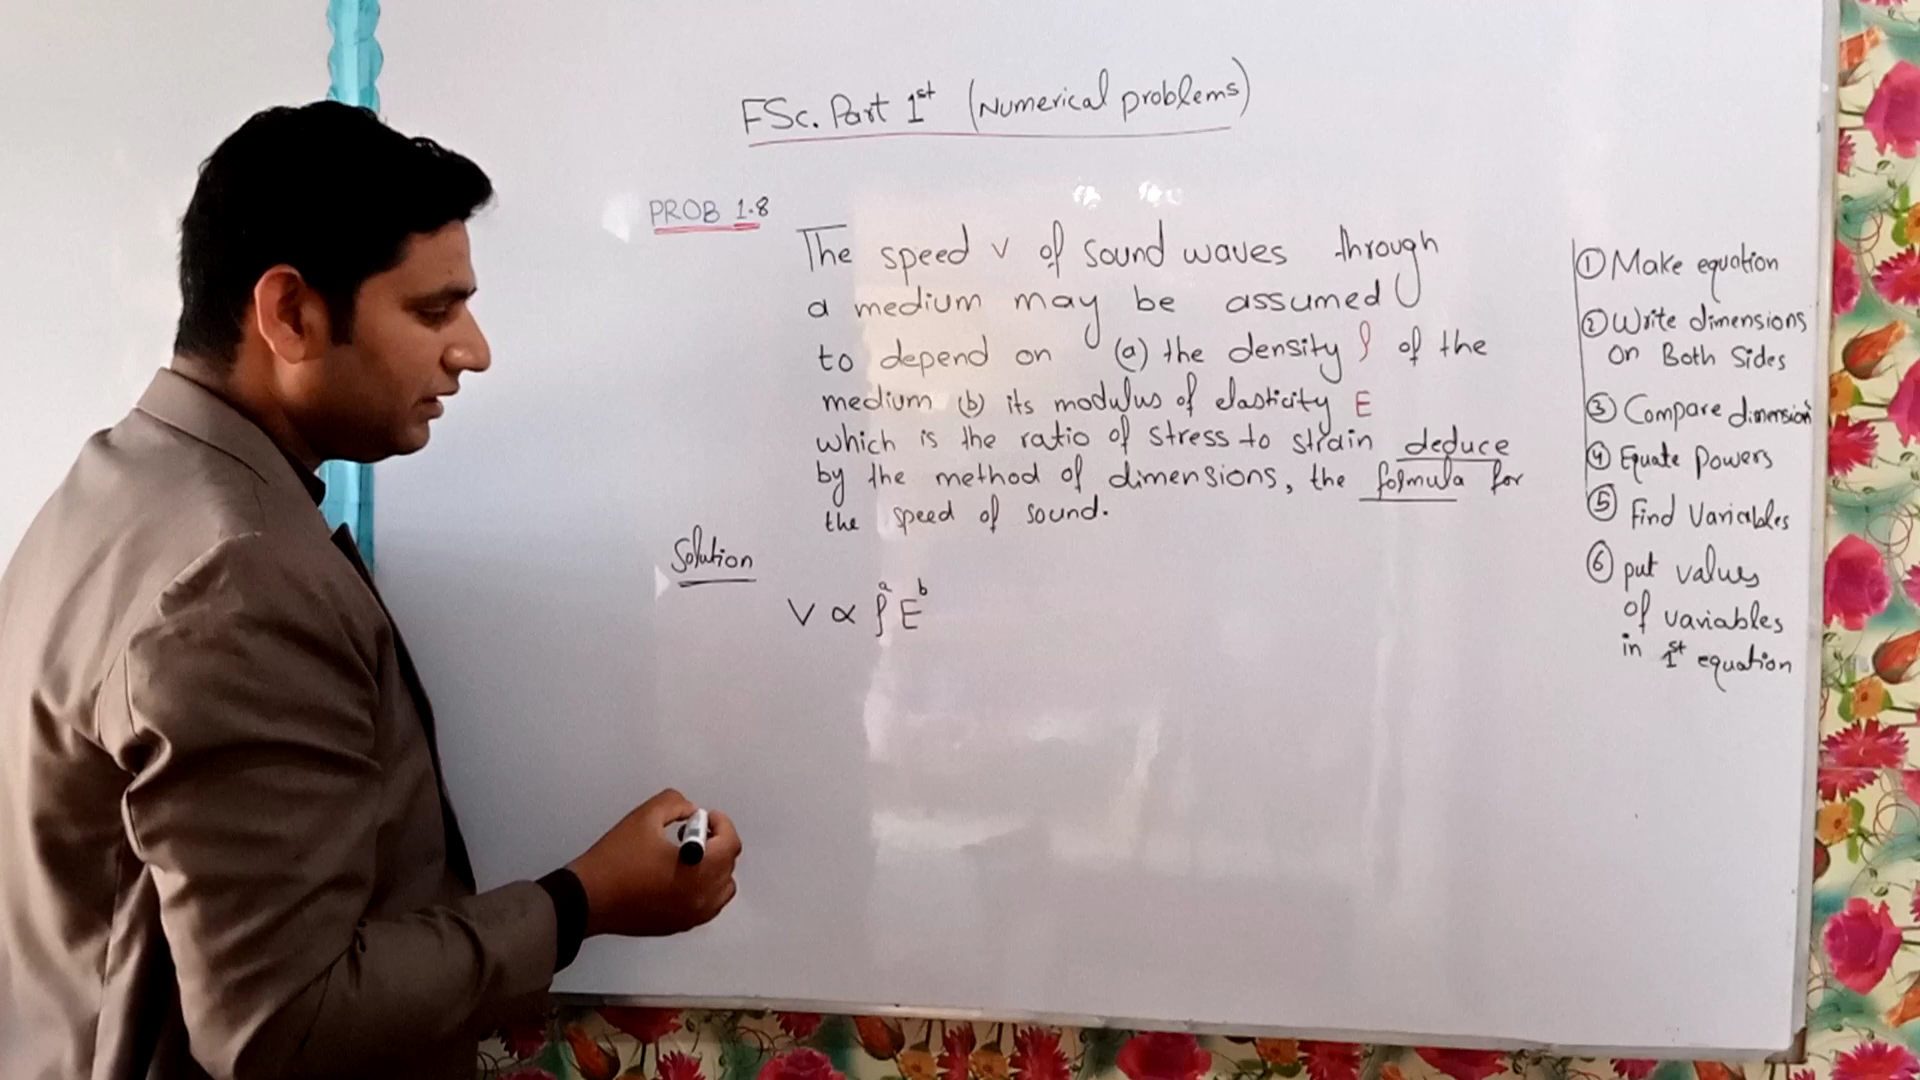 FSc. Part 1st (Numerical problems)
PROB 1.8
The speed v of sound waves through
a medium may be assumed
to depend on (a) the density ρ of the
medium (b) its modulus of elasticity E
which is the ratio of stress to strain deduce
by the method of dimensions, the formula for
the speed of sound.
Solution
V ∝ ρ^a E^b
① Make equation
② Write dimensions
on Both Sides
③ Compare dimension
④ Equate Powers
⑤ Find Variables
⑥ put values
of variables
in 1st equation